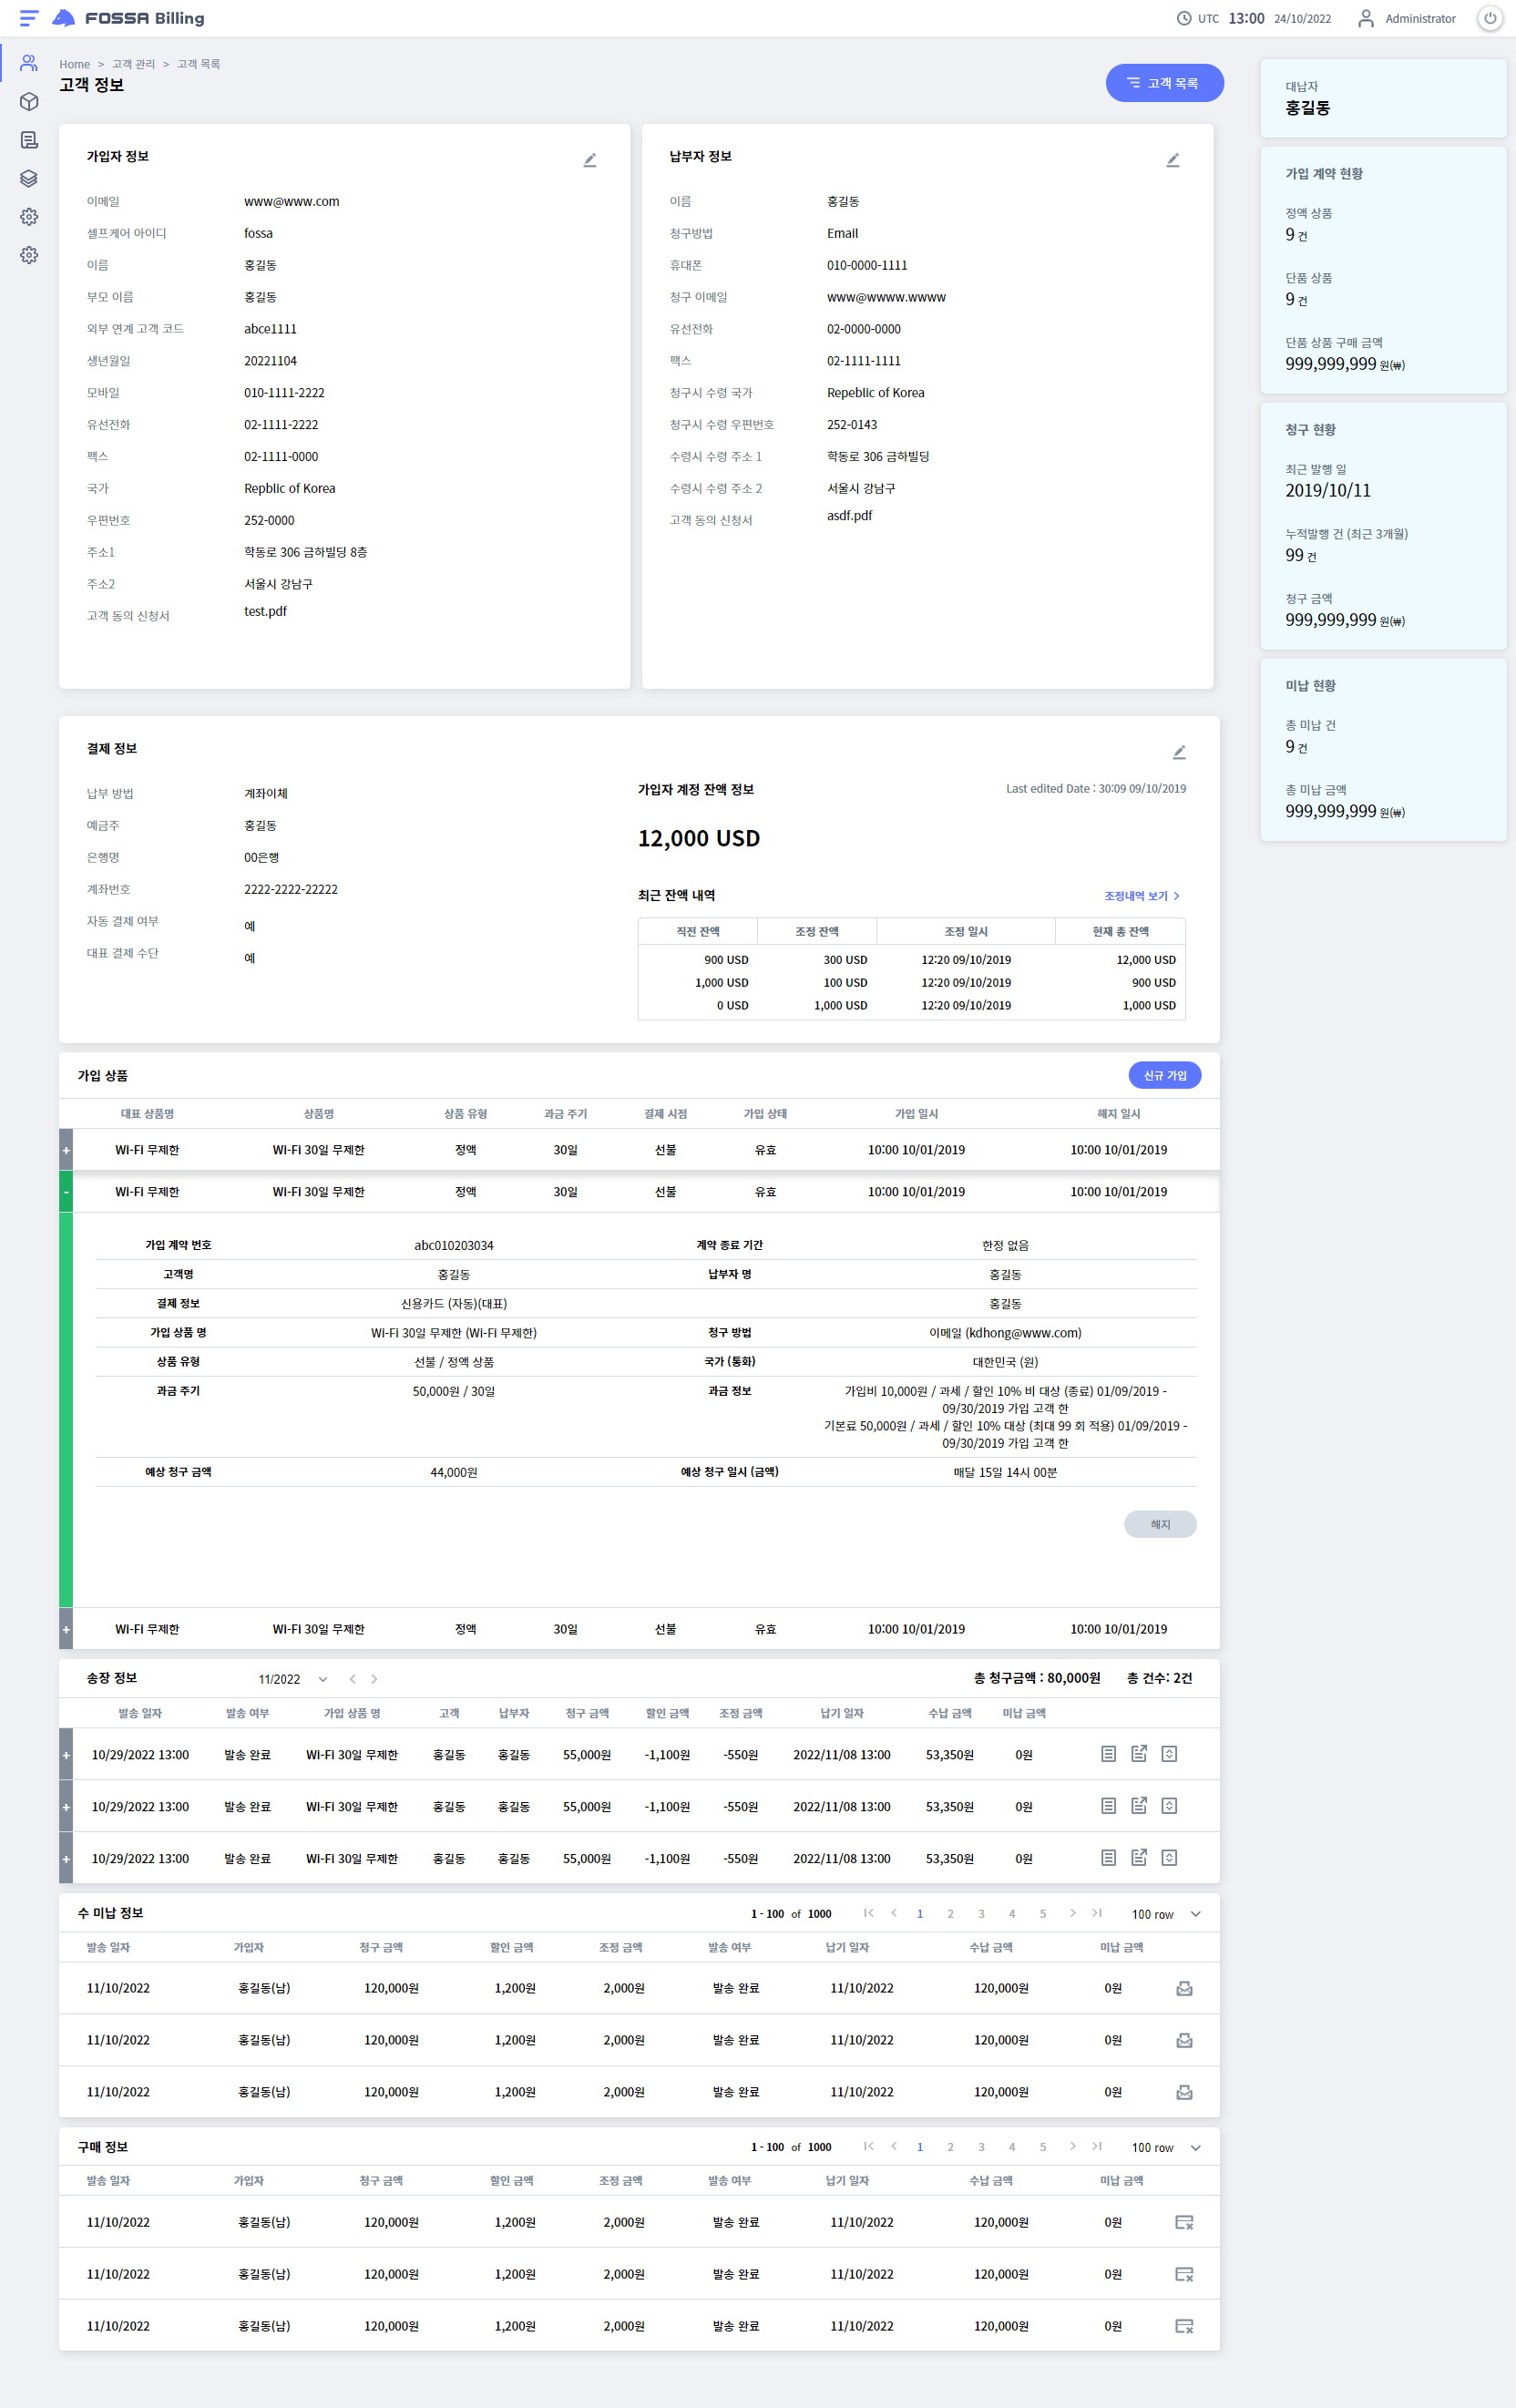 FOSSA Billing
UTC 13:00 24/10/2022 Administrator
Home > 고객 관리 > 고객 목록
고객 정보
고객 목록
가입자 정보
이메일 www@www.com
셀프케어 아이디 fossa
이름 홍길동
부모 이름 홍길동
외부 연계 고객 코드 abce1111
생년월일 20221104
모바일 010-1111-2222
유선전화 02-1111-2222
팩스 02-1111-0000
국가 Repblic of Korea
우편번호 252-0000
주소1 학동로 306 금하빌딩 8층
주소2 서울시 강남구
고객 동의 신청서 test.pdf
납부자 정보
이름 홍길동
청구방법 Email
휴대폰 010-0000-1111
청구 이메일 www@wwww.wwww
유선전화 02-0000-0000
팩스 02-1111-1111
청구시 수령 국가 Repeblic of Korea
청구시 수령 우편번호 252-0143
수령시 수령 주소 1 학동로 306 금하빌딩
수령시 수령 주소 2 서울시 강남구
고객 동의 신청서 asdf.pdf
대납자
홍길동
가입 계약 현황
정액 상품
9 건
단품 상품
9 건
단품 상품 구매 금액
999,999,999 원(₩)
청구 현황
최근 발행 일
2019/10/11
누적발행 건 (최근 3개월)
99 건
청구 금액
999,999,999 원(₩)
미납 현황
총 미납 건
9 건
총 미납 금액
999,999,999 원(₩)
결제 정보
납부 방법 계좌이체
예금주 홍길동
은행명 00은행
계좌번호 2222-2222-22222
자동 결제 여부 예
대표 결제 수단 예
가입자 계정 잔액 정보 Last edited Date : 30:09 09/10/2019
12,000 USD
최근 잔액 내역 조정내역 보기 >
직전 잔액 조정 잔액 조정 일시 현재 총 잔액
900 USD 300 USD 12:20 09/10/2019 12,000 USD
1,000 USD 100 USD 12:20 09/10/2019 900 USD
0 USD 1,000 USD 12:20 09/10/2019 1,000 USD
가입 상품 신규 가입
대표 상품명 상품명 상품 유형 과금 주기 결제 시점 가입 상태 가입 일시 해지 일시
+ WI-FI 무제한 WI-FI 30일 무제한 정액 30일 선불 유효 10:00 10/01/2019 10:00 10/01/2019
- WI-FI 무제한 WI-FI 30일 무제한 정액 30일 선불 유효 10:00 10/01/2019 10:00 10/01/2019
가입 계약 번호 abc010203034 계약 종료 기간 한정 없음
고객명 홍길동 납부자 명 홍길동
결제 정보 신용카드 (자동)(대표) 홍길동
가입 상품 명 WI-FI 30일 무제한 (WI-FI 무제한) 청구 방법 이메일 (kdhong@www.com)
상품 유형 선불 / 정액 상품 국가 (통화) 대한민국 (원)
과금 주기 50,000원 / 30일 과금 정보 가입비 10,000원 / 과세 / 할인 10% 비 대상 (종료) 01/09/2019 -
09/30/2019 가입 고객 한
기본료 50,000원 / 과세 / 할인 10% 대상 (최대 99 회 적용) 01/09/2019 -
09/30/2019 가입 고객 한
예상 청구 금액 44,000원 예상 청구 일시 (금액) 매달 15일 14시 00분
해지
+ WI-FI 무제한 WI-FI 30일 무제한 정액 30일 선불 유효 10:00 10/01/2019 10:00 10/01/2019
송장 정보 11/2022 총 청구금액 : 80,000원 총 건수: 2건
발송 일자 발송 여부 가입 상품 명 고객 납부자 청구 금액 할인 금액 조정 금액 납기 일자 수납 금액 미납 금액
+ 10/29/2022 13:00 발송 완료 WI-FI 30일 무제한 홍길동 홍길동 55,000원 -1,100원 -550원 2022/11/08 13:00 53,350원 0원
+ 10/29/2022 13:00 발송 완료 WI-FI 30일 무제한 홍길동 홍길동 55,000원 -1,100원 -550원 2022/11/08 13:00 53,350원 0원
+ 10/29/2022 13:00 발송 완료 WI-FI 30일 무제한 홍길동 홍길동 55,000원 -1,100원 -550원 2022/11/08 13:00 53,350원 0원
수 미납 정보 1 - 100 of 1000 1 2 3 4 5 100 row
발송 일자 가입자 청구 금액 할인 금액 조정 금액 발송 여부 납기 일자 수납 금액 미납 금액
11/10/2022 홍길동(남) 120,000원 1,200원 2,000원 발송 완료 11/10/2022 120,000원 0원
11/10/2022 홍길동(남) 120,000원 1,200원 2,000원 발송 완료 11/10/2022 120,000원 0원
11/10/2022 홍길동(남) 120,000원 1,200원 2,000원 발송 완료 11/10/2022 120,000원 0원
구매 정보 1 - 100 of 1000 1 2 3 4 5 100 row
발송 일자 가입자 청구 금액 할인 금액 조정 금액 발송 여부 납기 일자 수납 금액 미납 금액
11/10/2022 홍길동(남) 120,000원 1,200원 2,000원 발송 완료 11/10/2022 120,000원 0원
11/10/2022 홍길동(남) 120,000원 1,200원 2,000원 발송 완료 11/10/2022 120,000원 0원
11/10/2022 홍길동(남) 120,000원 1,200원 2,000원 발송 완료 11/10/2022 120,000원 0원